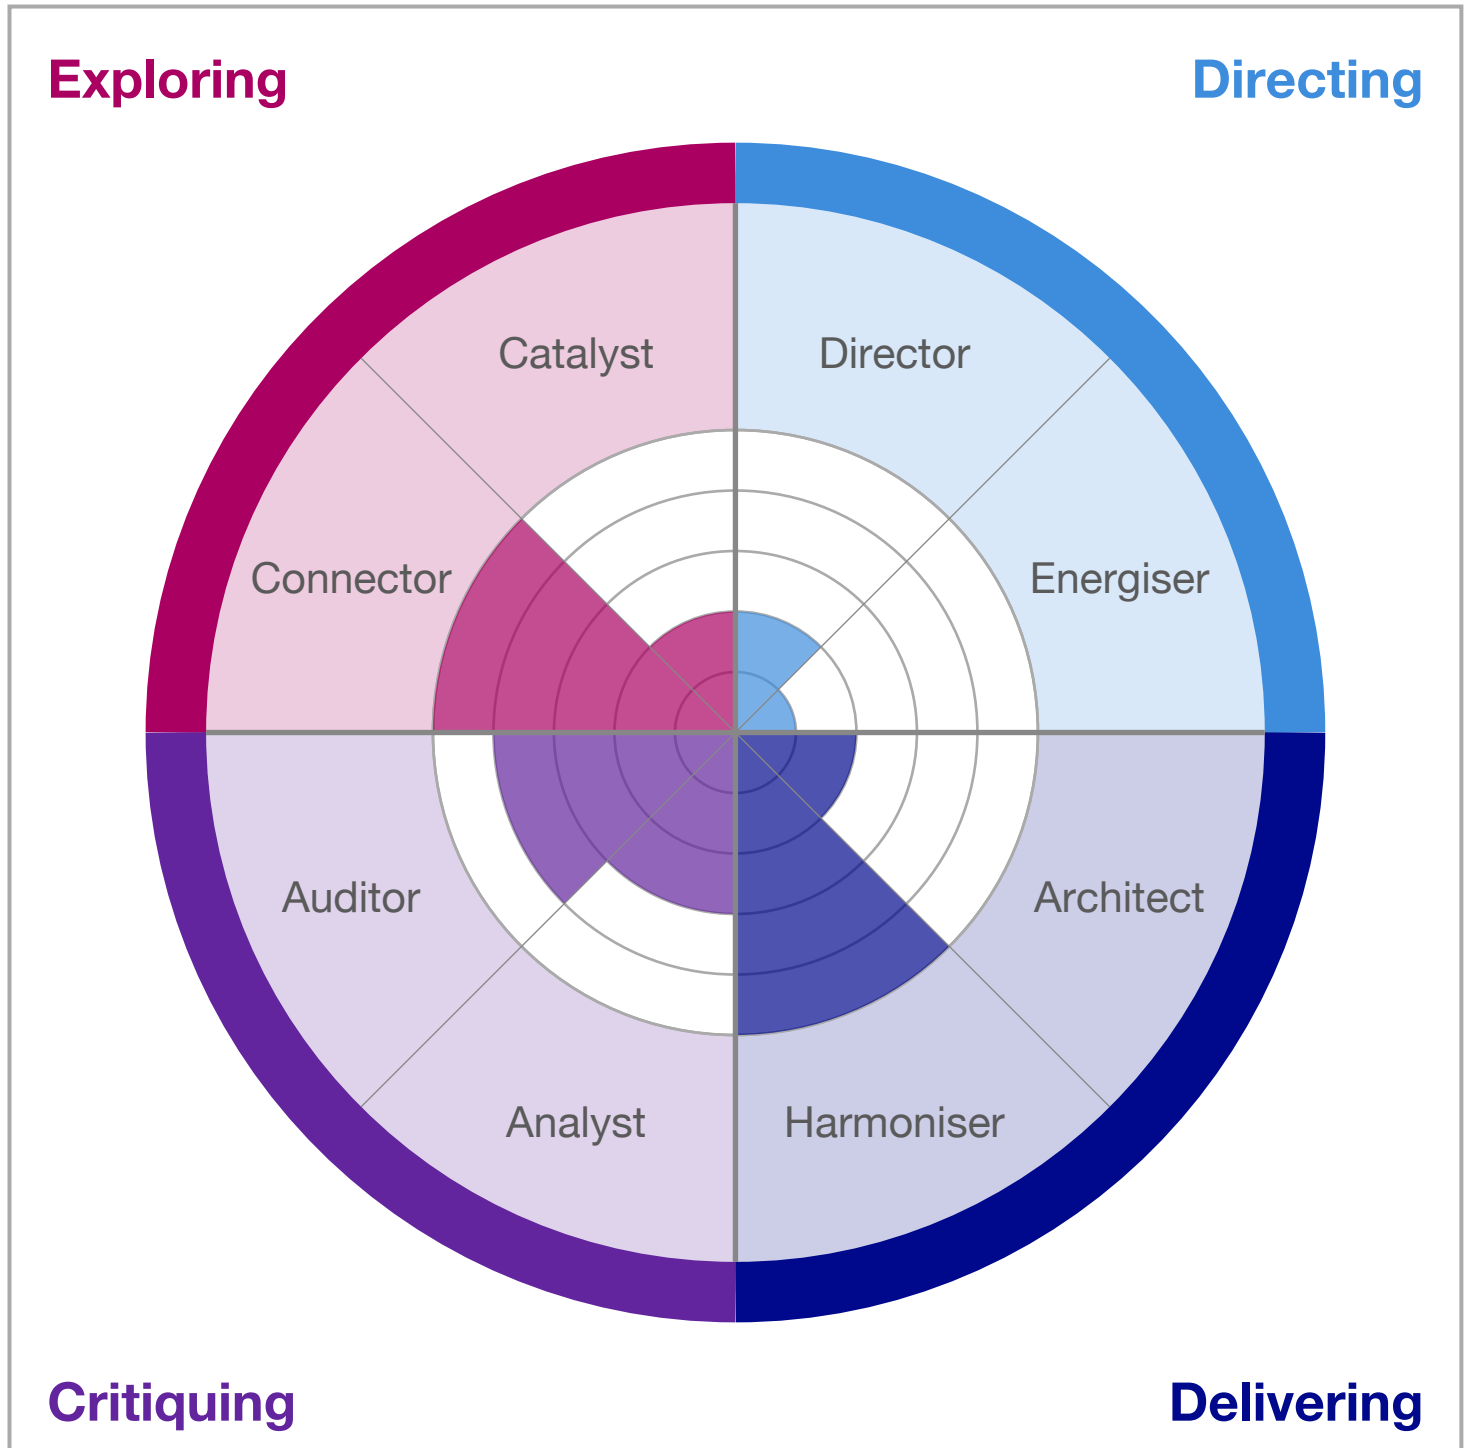 Exploring
Directing
Catalyst
Director
Connector
Energiser
Auditor
Architect
Analyst
Harmoniser
Critiquing
Delivering